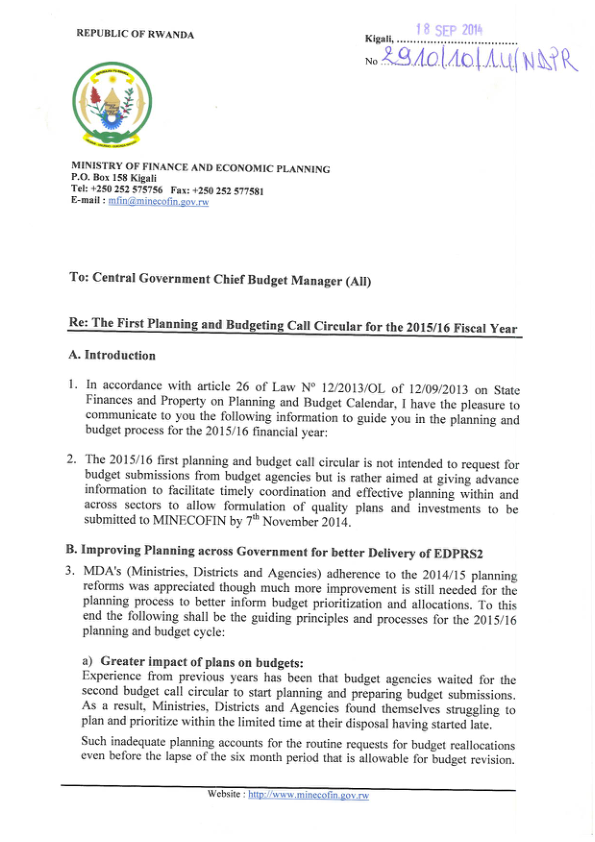 REPUBLIC OF RWANDA
18 SEP 2014
Kigali, ..................................
No 2910/10/14/NDPR
MINISTRY OF FINANCE AND ECONOMIC PLANNING
P.O. Box 158 Kigali
Tel: +250 252 575756 Fax: +250 252 577581
E-mail : mfin@minecofin.gov.rw
To: Central Government Chief Budget Manager (All)
Re: The First Planning and Budgeting Call Circular for the 2015/16 Fiscal Year
A. Introduction
1. In accordance with article 26 of Law Nº 12/2013/OL of 12/09/2013 on State
Finances and Property on Planning and Budget Calendar, I have the pleasure to
communicate to you the following information to guide you in the planning and
budget process for the 2015/16 financial year:
2. The 2015/16 first planning and budget call circular is not intended to request for
budget submissions from budget agencies but is rather aimed at giving advance
information to facilitate timely coordination and effective planning within and
across sectors to allow formulation of quality plans and investments to be
submitted to MINECOFIN by 7th November 2014.
B. Improving Planning across Government for better Delivery of EDPRS2
3. MDA's (Ministries, Districts and Agencies) adherence to the 2014/15 planning
reforms was appreciated though much more improvement is still needed for the
planning process to better inform budget prioritization and allocations. To this
end the following shall be the guiding principles and processes for the 2015/16
planning and budget cycle:
a) Greater impact of plans on budgets:
Experience from previous years has been that budget agencies waited for the
second budget call circular to start planning and preparing budget submissions.
As a result, Ministries, Districts and Agencies found themselves struggling to
plan and prioritize within the limited time at their disposal having started late.
Such inadequate planning accounts for the routine requests for budget reallocations
even before the lapse of the six month period that is allowable for budget revision.
Website : http://www.minecofin.gov.rw